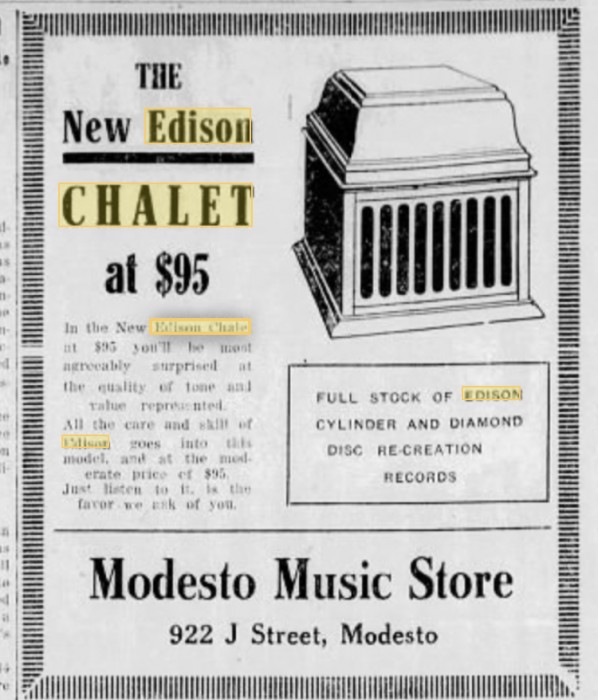 THE
New Edison
CHALET
at $95
In the New Edison Chale
at $95 you'll be most
agreeably surprised at
the quality of tone and
value represented.
All the care and skill of
Edison goes into this
model, and at the mod-
erate price of $95.
Just listen to it, is the
favor we ask of you.
FULL STOCK OF EDISON
CYLINDER AND DIAMOND
DISC RE-CREATION
RECORDS
Modesto Music Store
922 J Street, Modesto